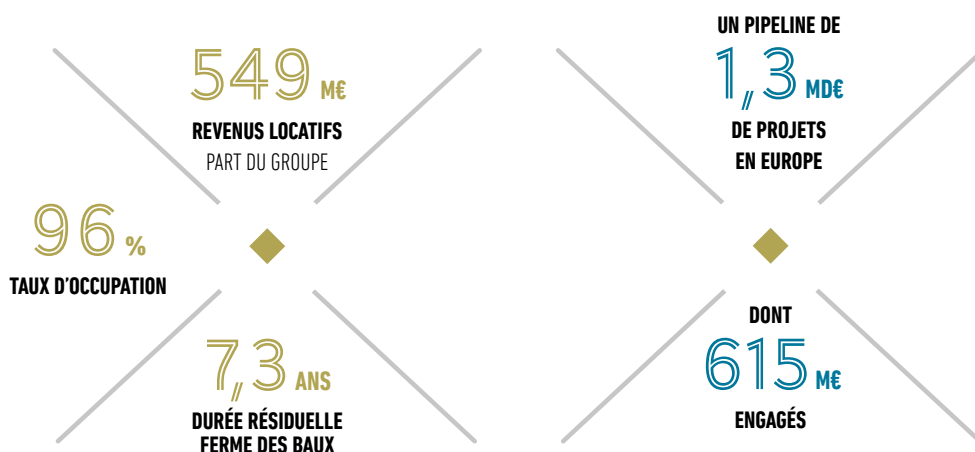 549 M€
REVENUS LOCATIFS
PART DU GROUPE
96 %
TAUX D'OCCUPATION
7,3 ANS
DURÉE RÉSIDUELLE
FERME DES BAUX
UN PIPELINE DE
1,3 MD€
DE PROJETS
EN EUROPE
DONT
615 M€
ENGAGÉS